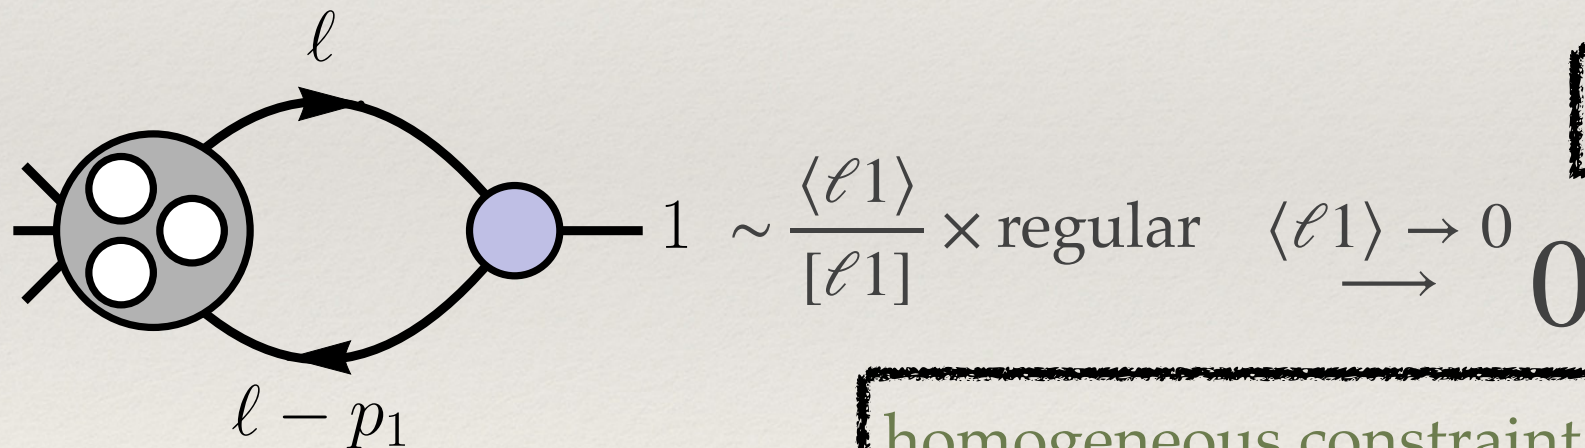 ℓ
1 ∼ ⟨ℓ1⟩ / [ℓ1] × regular ⟨ℓ1⟩ → 0 ⟶ 0
ℓ − p₁
homogeneous constraint